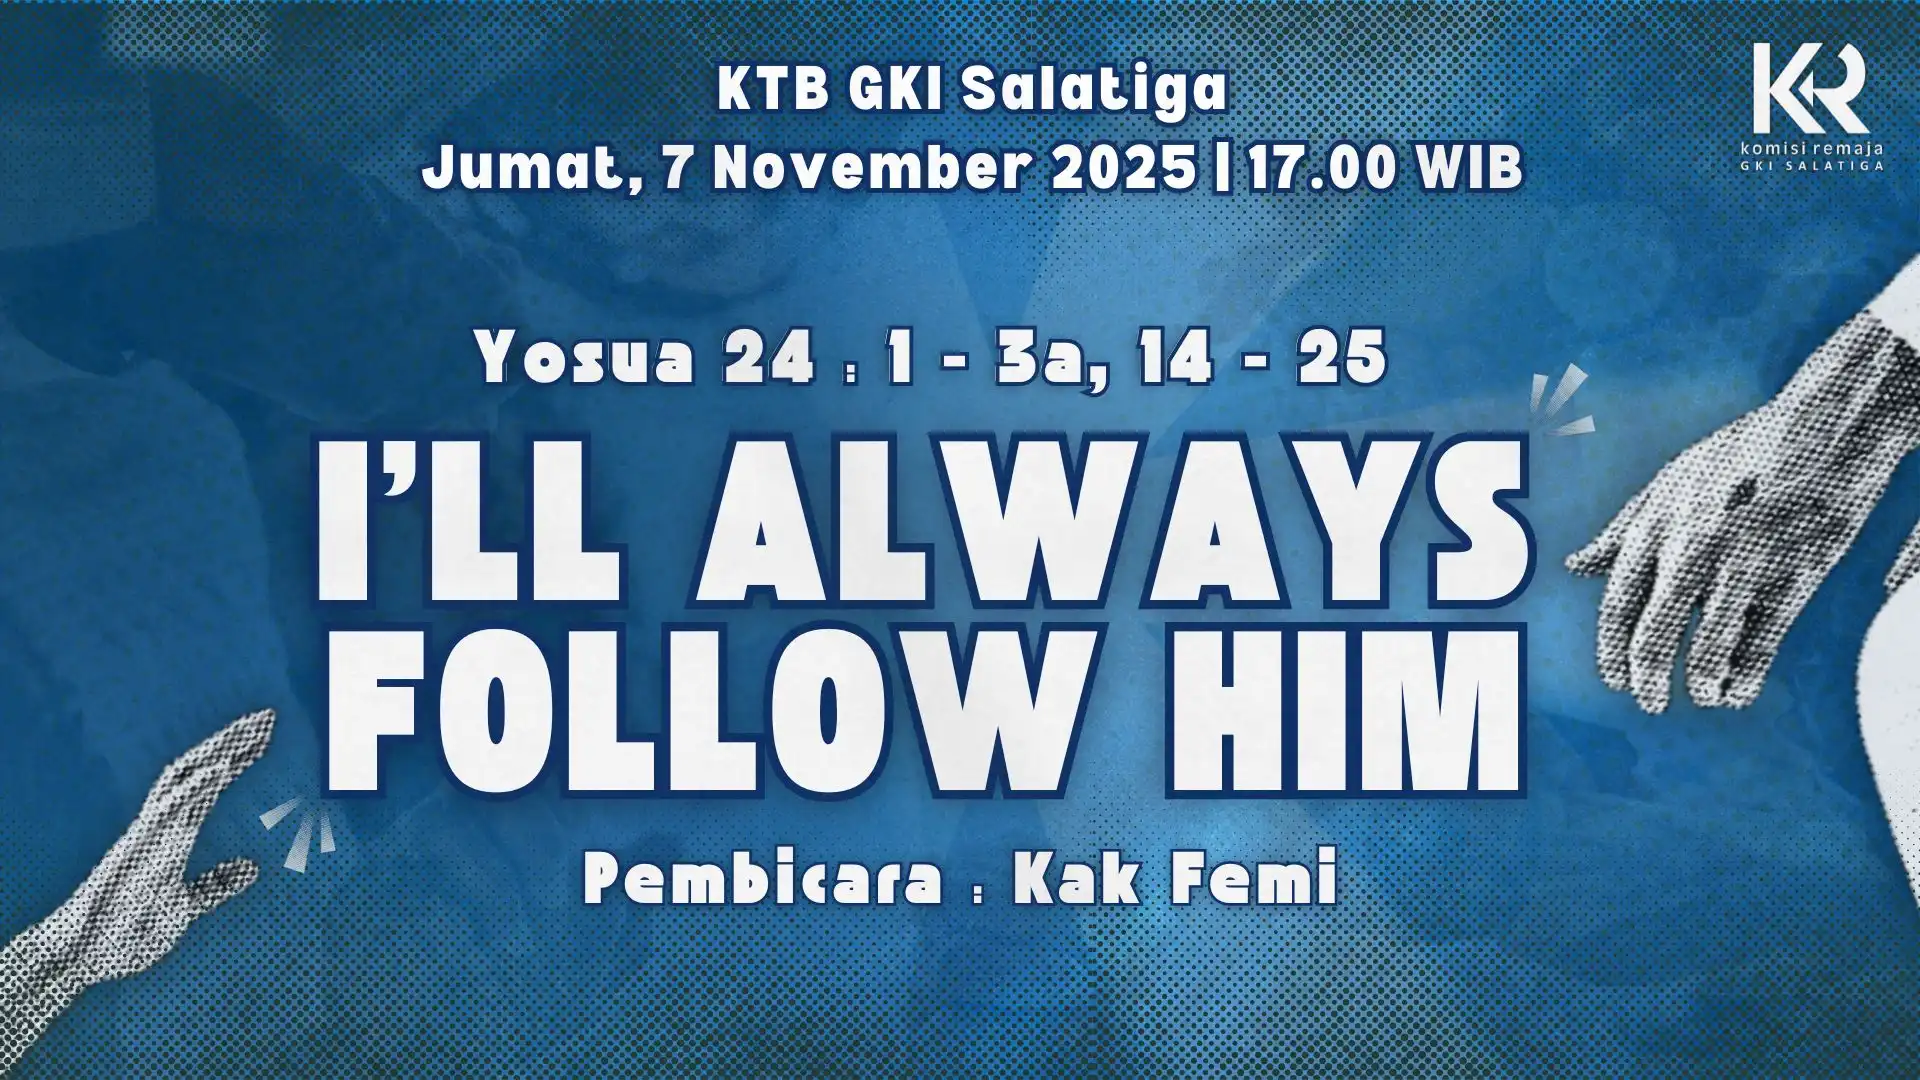 KTB GKI Salatiga
Jumat, 7 November 2025 | 17.00 WIB
KR
komisi remaja
GKI SALATIGA
Yosua 24 : 1 - 3a, 14 - 25
I'LL ALWAYS
FOLLOW HIM
Pembicara : Kak Femi